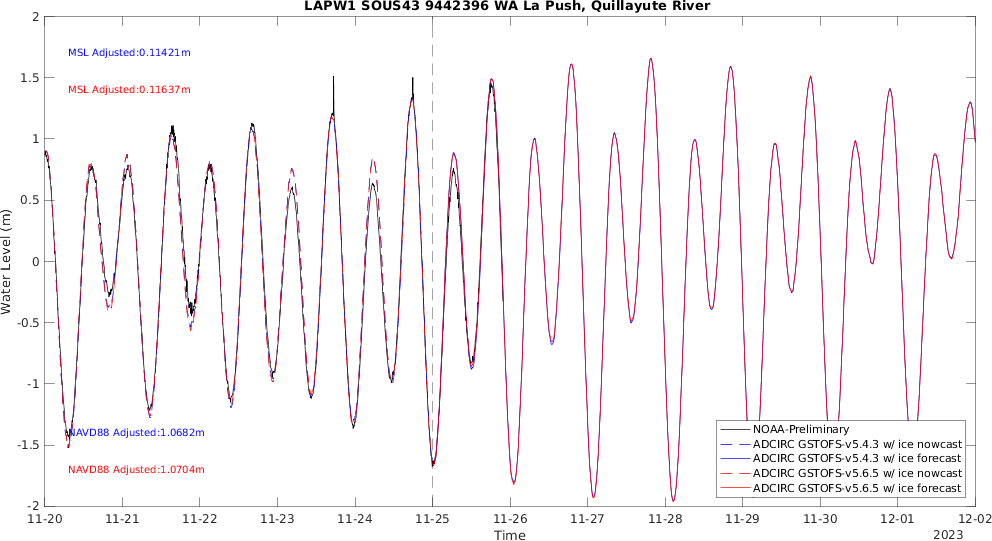 LAPW1 SOUS43 9442396 WA La Push, Quillayute River
2
1.5
1
0.5
0
-0.5
-1
-1.5
-2
Water Level (m)
MSL Adjusted:0.11421m
MSL Adjusted:0.11637m
NAVD88 Adjusted:1.0682m
NAVD88 Adjusted:1.0704m
NOAA-Preliminary
ADCIRC GSTOFS-v5.4.3 w/ ice nowcast
ADCIRC GSTOFS-v5.4.3 w/ ice forecast
ADCIRC GSTOFS-v5.6.5 w/ ice nowcast
ADCIRC GSTOFS-v5.6.5 w/ ice forecast
11-20 11-21 11-22 11-23 11-24 11-25 11-26 11-27 11-28 11-29 11-30 12-01 12-02
Time
2023